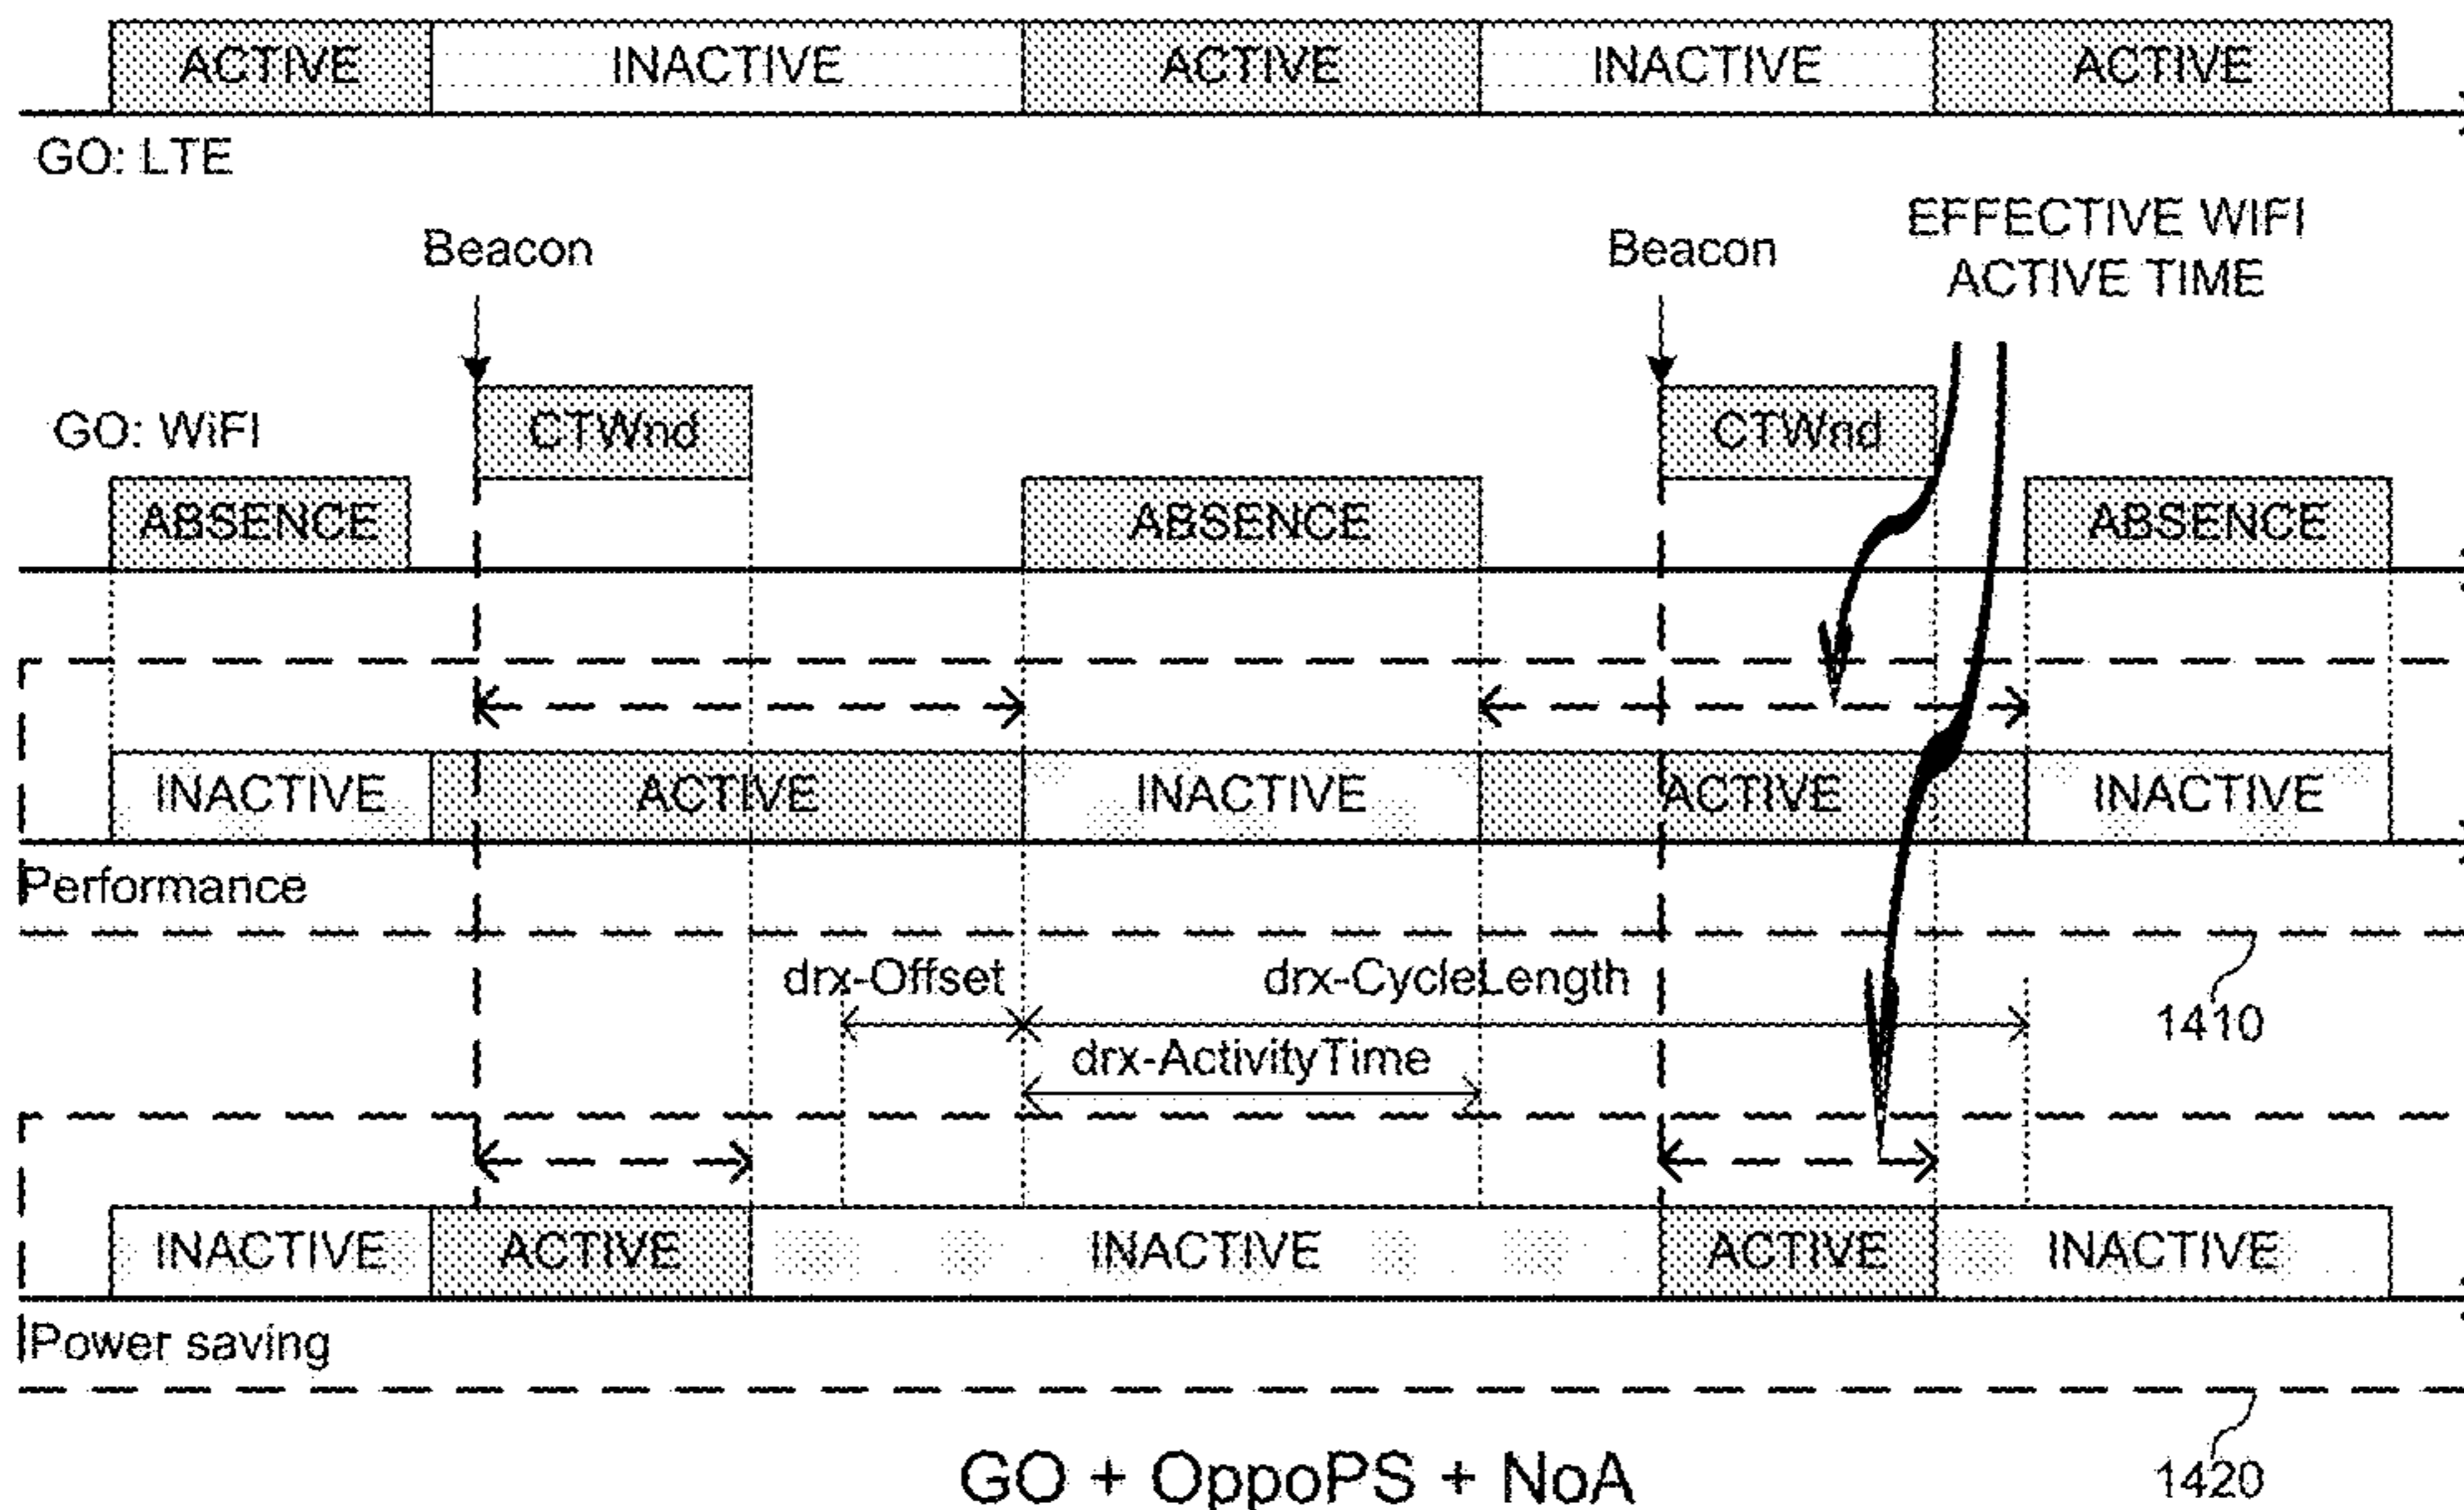 ACTIVE INACTIVE ACTIVE INACTIVE ACTIVE
GO: LTE
EFFECTIVE WIFI
ACTIVE TIME
Beacon Beacon
GO: WiFI CTWnd CTWnd
ABSENCE ABSENCE ABSENCE
INACTIVE ACTIVE INACTIVE ACTIVE INACTIVE
Performance
drx-Offset drx-CycleLength
1410
drx-ActivityTime
INACTIVE ACTIVE INACTIVE ACTIVE INACTIVE
Power saving
GO + OppoPS + NoA
1420